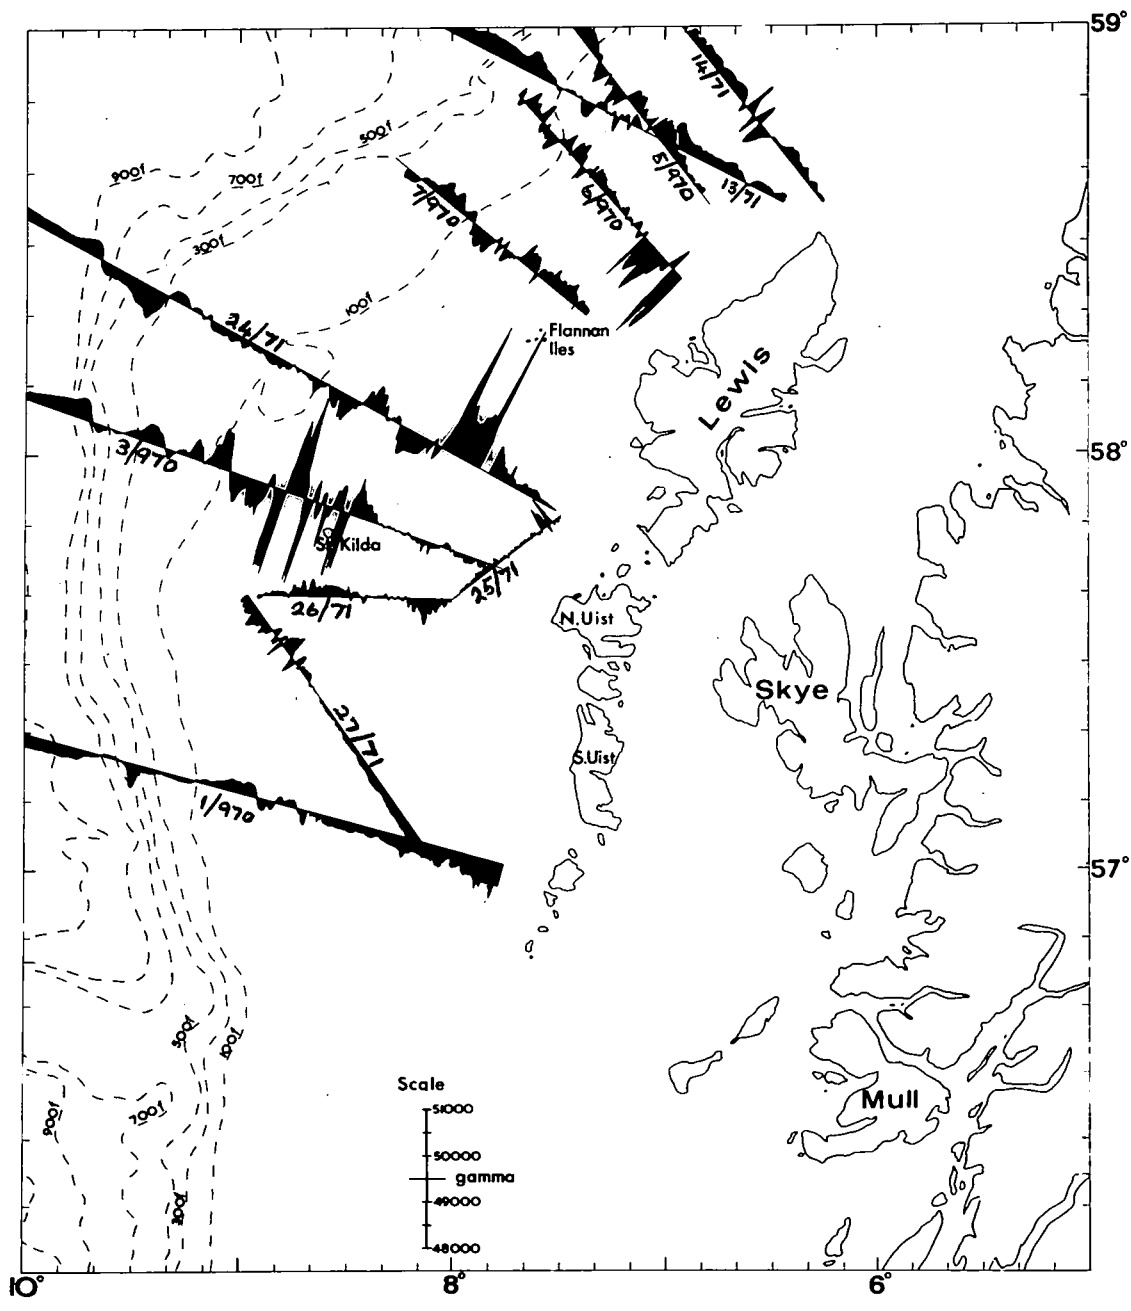 59°
14/71
500f
900f
700f
5/970
13/71
7/970
6/970
300f
100f
24/71
Flannan
Iles
Lewis
58°
3/970
St Kilda
25/71
26/71
N.Uist
Skye
27/71
S.Uist
1/970
57°
500f
100f
Scale
51000
900f
700f
Mull
50000
gamma
49000
100f
48000
10°
8°
6°